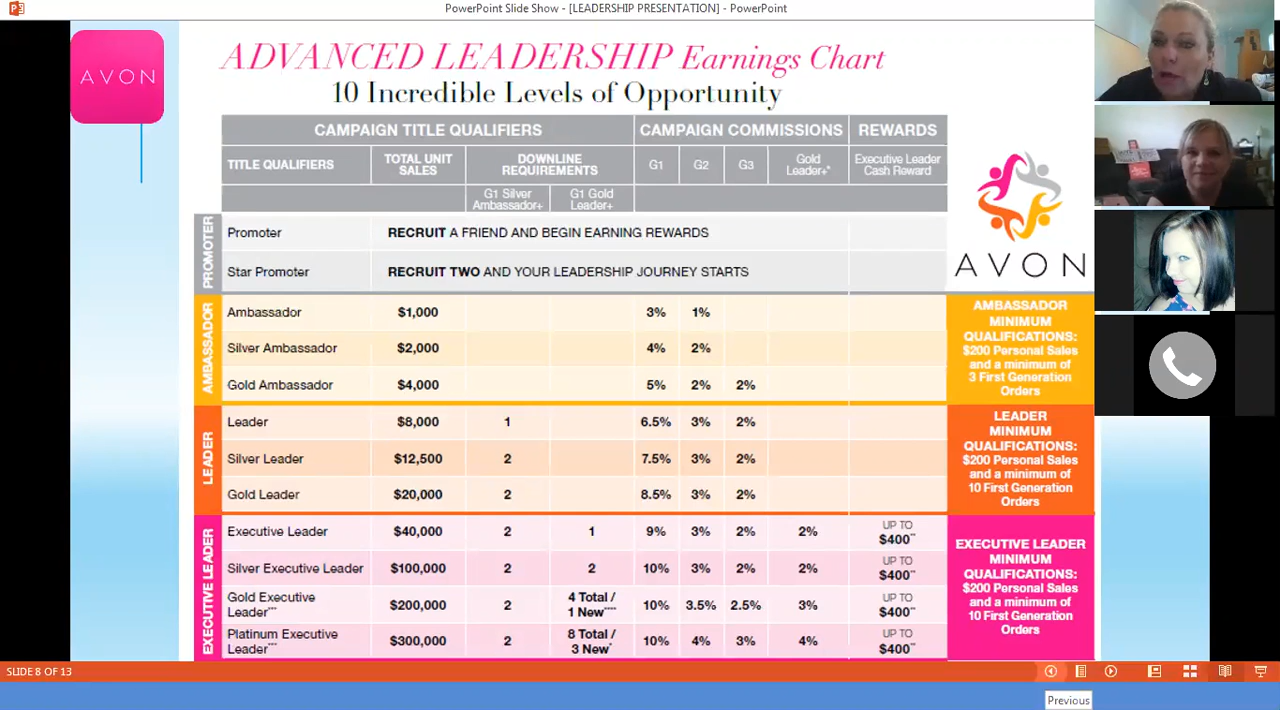 PowerPoint Slide Show - [LEADERSHIP PRESENTATION] - PowerPoint
AVON
ADVANCED LEADERSHIP Earnings Chart
10 Incredible Levels of Opportunity
CAMPAIGN TITLE QUALIFIERS CAMPAIGN COMMISSIONS REWARDS
TITLE QUALIFIERS TOTAL UNIT SALES DOWNLINE REQUIREMENTS G1 G2 G3 Gold Leader+* Executive Leader Cash Reward
G1 Silver Ambassador+ G1 Gold Leader+
PROMOTER
Promoter RECRUIT A FRIEND AND BEGIN EARNING REWARDS
Star Promoter RECRUIT TWO AND YOUR LEADERSHIP JOURNEY STARTS
AMBASSADOR
Ambassador $1,000 3% 1%
Silver Ambassador $2,000 4% 2%
Gold Ambassador $4,000 5% 2% 2%
LEADER
Leader $8,000 1 6.5% 3% 2%
Silver Leader $12,500 2 7.5% 3% 2%
Gold Leader $20,000 2 8.5% 3% 2%
EXECUTIVE LEADER
Executive Leader $40,000 2 1 9% 3% 2% 2% UP TO $400**
Silver Executive Leader $100,000 2 2 10% 3% 2% 2% UP TO $400**
Gold Executive Leader*** $200,000 2 4 Total / 1 New**** 10% 3.5% 2.5% 3% UP TO $400**
Platinum Executive Leader*** $300,000 2 8 Total / 3 New* 10% 4% 3% 4% UP TO $400**
AVON
AMBASSADOR
MINIMUM
QUALIFICATIONS:
$200 Personal Sales
and a minimum of
3 First Generation
Orders
LEADER
MINIMUM
QUALIFICATIONS:
$200 Personal Sales
and a minimum of
10 First Generation
Orders
EXECUTIVE LEADER
MINIMUM
QUALIFICATIONS:
$200 Personal Sales
and a minimum of
10 First Generation
Orders
SLIDE 8 OF 13
Previous